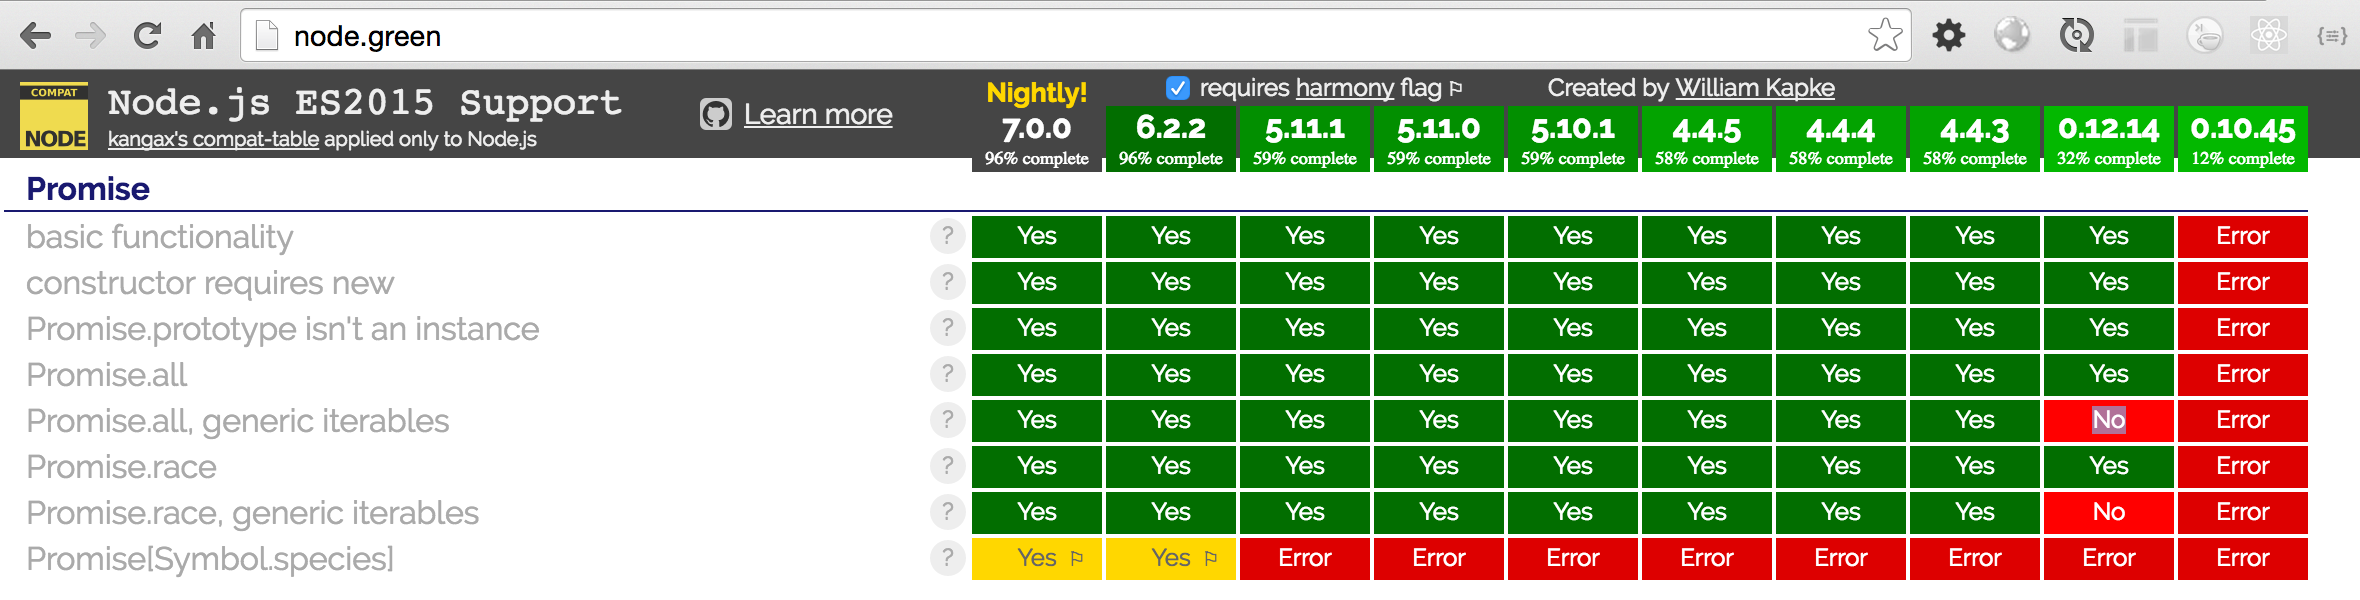 node.green
COMPAT
NODE
Node.js ES2015 Support
kangax's compat-table applied only to Node.js
Learn more
Nightly!
requires harmony flag ⚐
Created by William Kapke
7.0.0 6.2.2 5.11.1 5.11.0 5.10.1 4.4.5 4.4.4 4.4.3 0.12.14 0.10.45
96% complete 96% complete 59% complete 59% complete 59% complete 58% complete 58% complete 58% complete 32% complete 12% complete
Promise
basic functionality ? Yes Yes Yes Yes Yes Yes Yes Yes Yes Error
constructor requires new ? Yes Yes Yes Yes Yes Yes Yes Yes Yes Error
Promise.prototype isn't an instance ? Yes Yes Yes Yes Yes Yes Yes Yes Yes Error
Promise.all ? Yes Yes Yes Yes Yes Yes Yes Yes Yes Error
Promise.all, generic iterables ? Yes Yes Yes Yes Yes Yes Yes Yes No Error
Promise.race ? Yes Yes Yes Yes Yes Yes Yes Yes Yes Error
Promise.race, generic iterables ? Yes Yes Yes Yes Yes Yes Yes Yes No Error
Promise[Symbol.species] ? Yes ⚐ Yes ⚐ Error Error Error Error Error Error Error Error